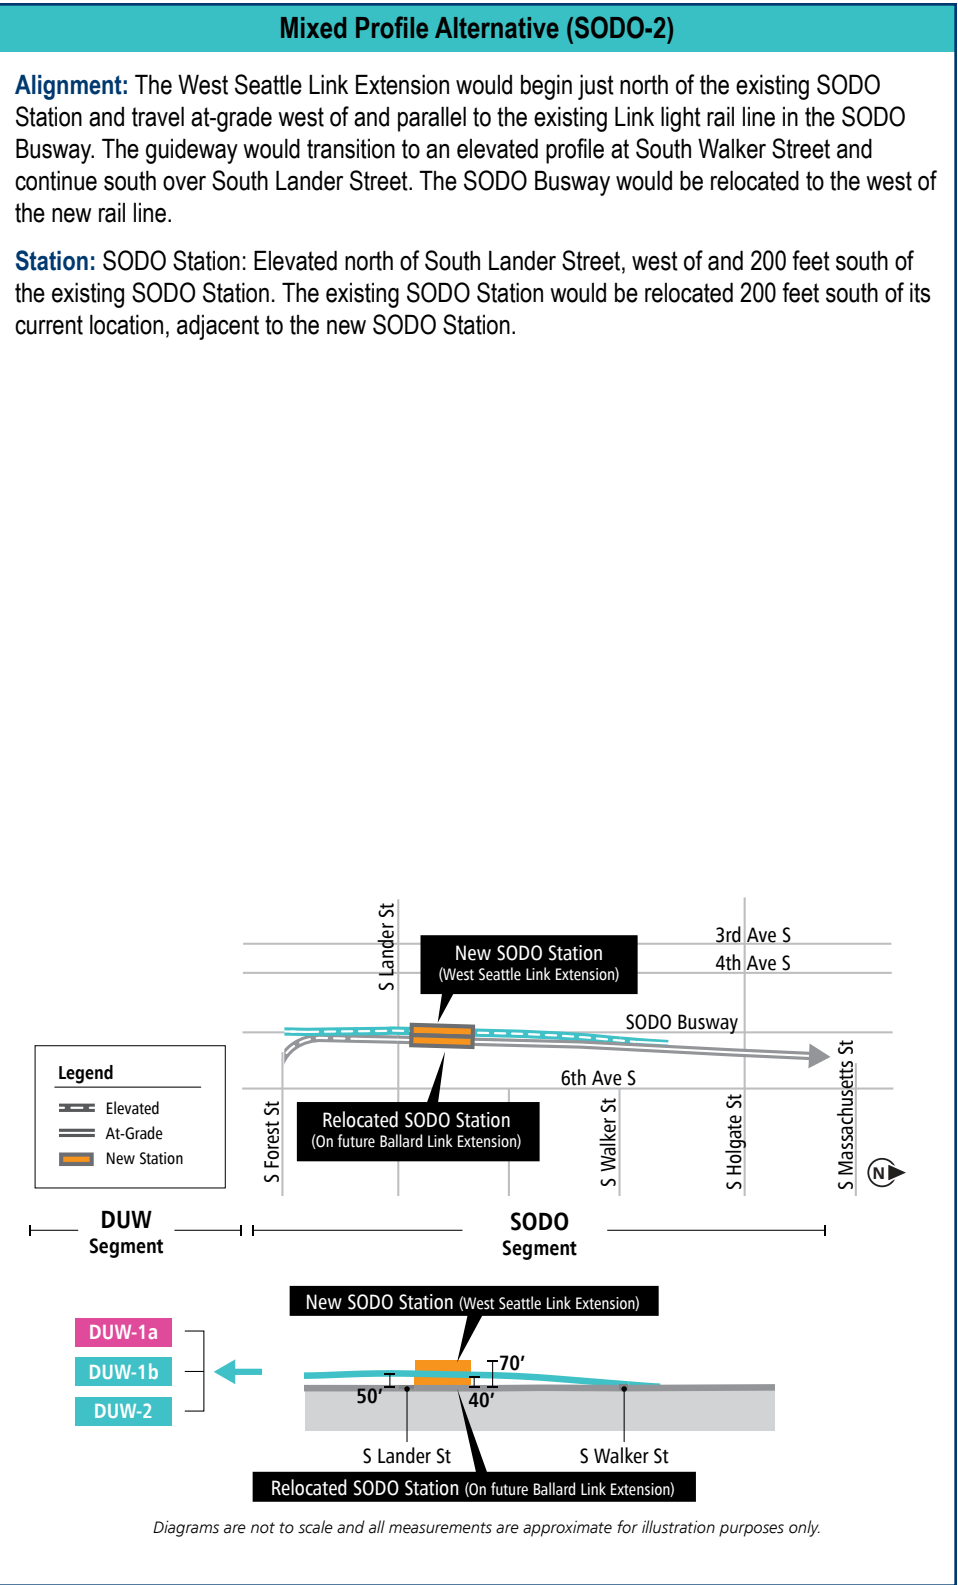 Mixed Profile Alternative (SODO-2)
Alignment: The West Seattle Link Extension would begin just north of the existing SODO
Station and travel at-grade west of and parallel to the existing Link light rail line in the SODO
Busway. The guideway would transition to an elevated profile at South Walker Street and
continue south over South Lander Street. The SODO Busway would be relocated to the west of
the new rail line.
Station: SODO Station: Elevated north of South Lander Street, west of and 200 feet south of
the existing SODO Station. The existing SODO Station would be relocated 200 feet south of its
current location, adjacent to the new SODO Station.
S Lander St
3rd Ave S
4th Ave S
New SODO Station
(West Seattle Link Extension)
SODO Busway
6th Ave S
Legend
Elevated
At-Grade
New Station
S Forest St
Relocated SODO Station
(On future Ballard Link Extension)
S Walker St
S Holgate St
S Massachusetts St
N
DUW
Segment
SODO
Segment
New SODO Station (West Seattle Link Extension)
DUW-1a
DUW-1b
DUW-2
70'
50'
40'
S Lander St
S Walker St
Relocated SODO Station (On future Ballard Link Extension)
Diagrams are not to scale and all measurements are approximate for illustration purposes only.